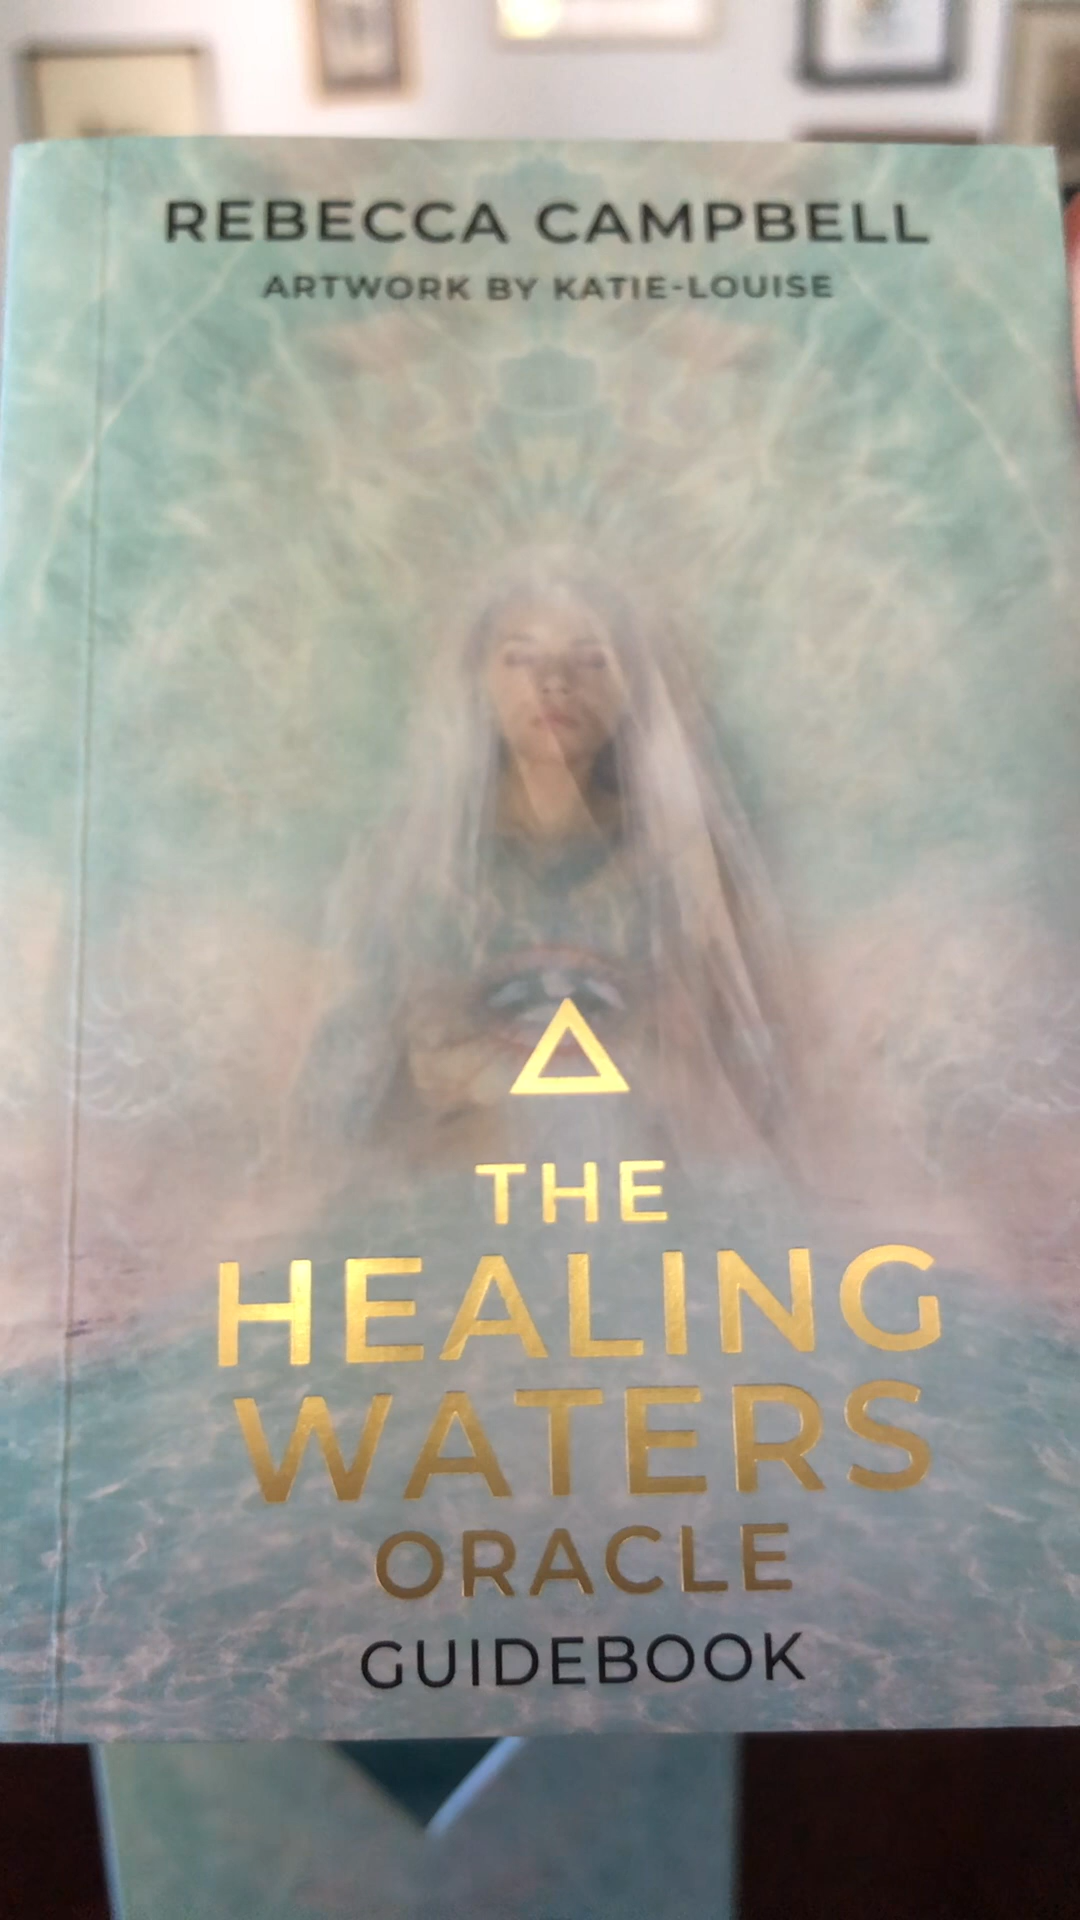 REBECCA CAMPBELL
ARTWORK BY KATIE-LOUISE
THE
HEALING
WATERS
ORACLE
GUIDEBOOK